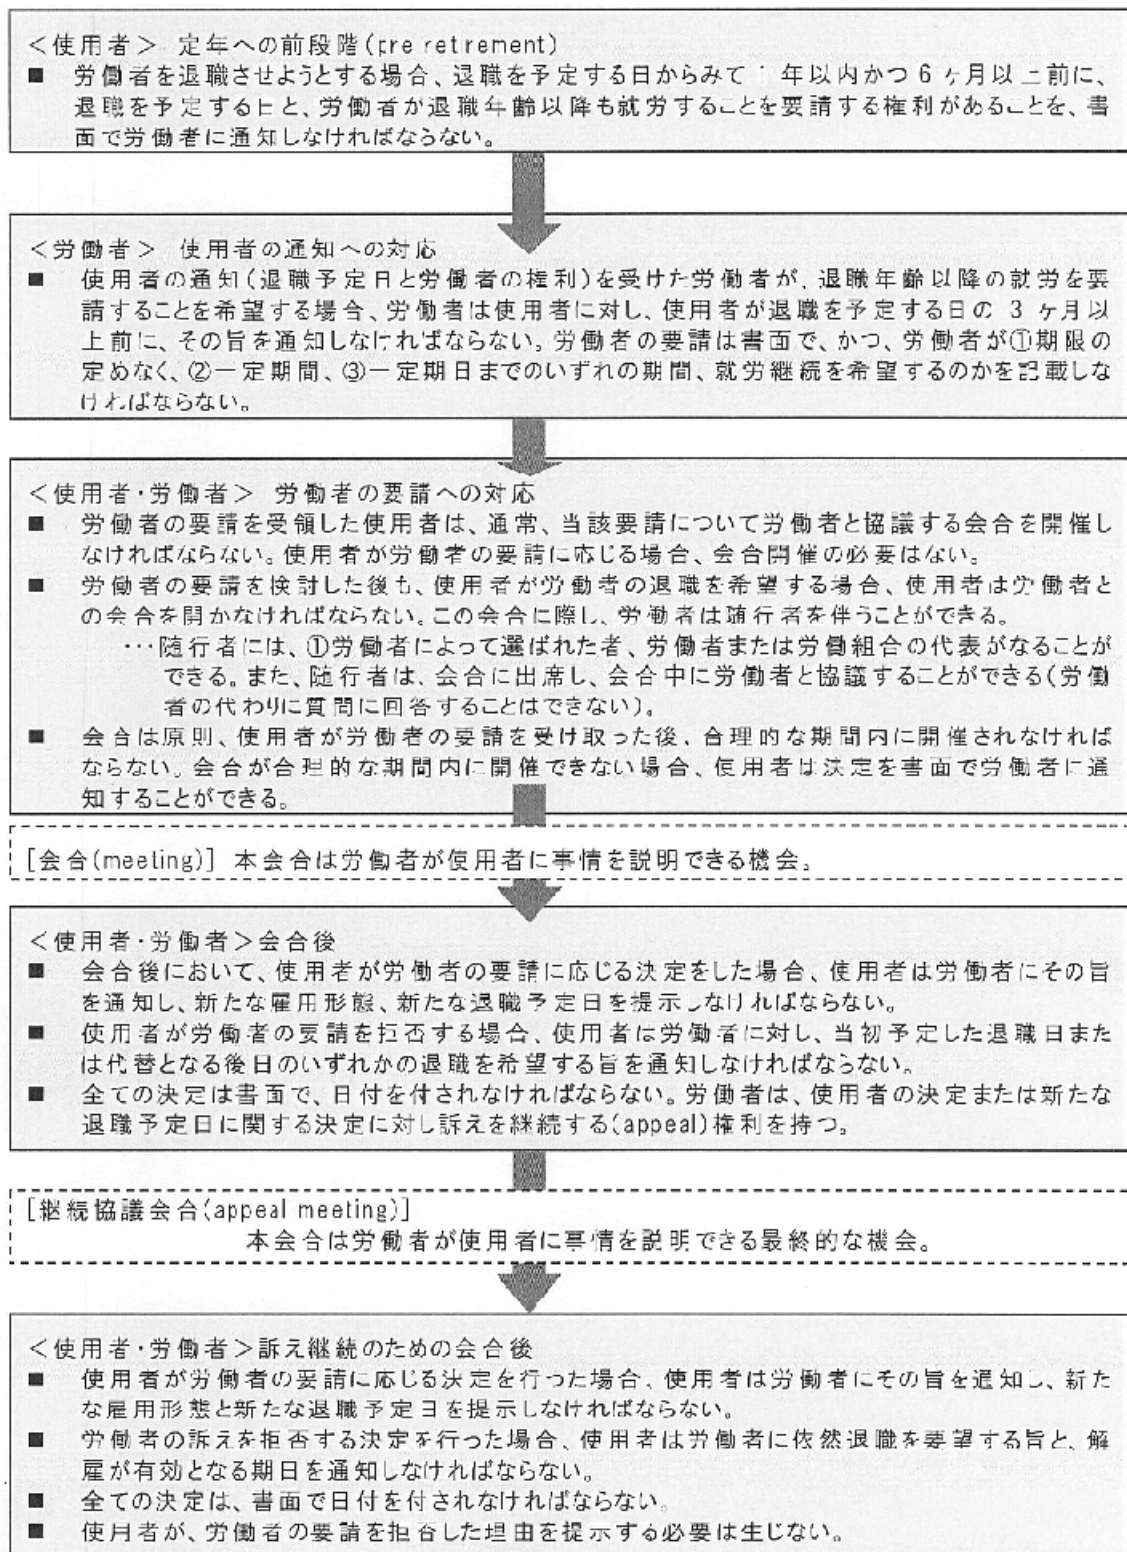 <使用者> 定年への前段階(pre retirement)
■ 労働者を退職させようとする場合、退職を予定する日からみて 1 年以内かつ 6 ヶ月以上前に、
退職を予定する日と、労働者が退職年齢以降も就労することを要請する権利があることを、書
面で労働者に通知しなければならない。
<労働者> 使用者の通知への対応
■ 使用者の通知(退職予定日と労働者の権利)を受けた労働者が、退職年齢以降の就労を要
請することを希望する場合、労働者は使用者に対し、使用者が退職を予定する日の 3 ヶ月以
上前に、その旨を通知しなければならない。労働者の要請は書面で、かつ、労働者が①期限の
定めなく、②一定期間、③一定期日までのいずれの期間、就労継続を希望するのかを記載しな
ければならない。
<使用者・労働者> 労働者の要請への対応
■ 労働者の要請を受領した使用者は、通常、当該要請について労働者と協議する会合を開催し
なければならない。使用者が労働者の要請に応じる場合、会合開催の必要はない。
■ 労働者の要請を検討した後も、使用者が労働者の退職を希望する場合、使用者は労働者と
の会合を開かなければならない。この会合に際し、労働者は随行者を伴うことができる。
…随行者には、①労働者によって選ばれた者、労働者または労働組合の代表がなることが
できる。また、随行者は、会合に出席し、会合中に労働者と協議することができる(労働
者の代わりに質問に回答することはできない)。
■ 会合は原則、使用者が労働者の要請を受け取った後、合理的な期間内に開催されなければ
ならない。会合が合理的な期間内に開催できない場合、使用者は決定を書面で労働者に通
知することができる。
[会合(meeting)] 本会合は労働者が使用者に事情を説明できる機会。
<使用者・労働者>会合後
■ 会合後において、使用者が労働者の要請に応じる決定をした場合、使用者は労働者にその旨
を通知し、新たな雇用形態、新たな退職予定日を提示しなければならない。
■ 使用者が労働者の要請を拒否する場合、使用者は労働者に対し、当初予定した退職日また
は代替となる後日のいずれかの退職を希望する旨を通知しなければならない。
■ 全ての決定は書面で、日付を付されなければならない。労働者は、使用者の決定または新たな
退職予定日に関する決定に対し訴えを継続する(appeal)権利を持つ。
[継続協議会合(appeal meeting)]
本会合は労働者が使用者に事情を説明できる最終的な機会。
<使用者・労働者>訴え継続のための会合後
■ 使用者が労働者の要請に応じる決定を行った場合、使用者は労働者にその旨を通知し、新た
な雇用形態と新たな退職予定日を提示しなければならない。
■ 労働者の訴えを拒否する決定を行った場合、使用者は労働者に依然退職を要望する旨と、解
雇が有効となる期日を通知しなければならない。
■ 全ての決定は、書面で日付を付されなければならない。
■ 使用者が、労働者の要請を拒否した理由を提示する必要は生じない。